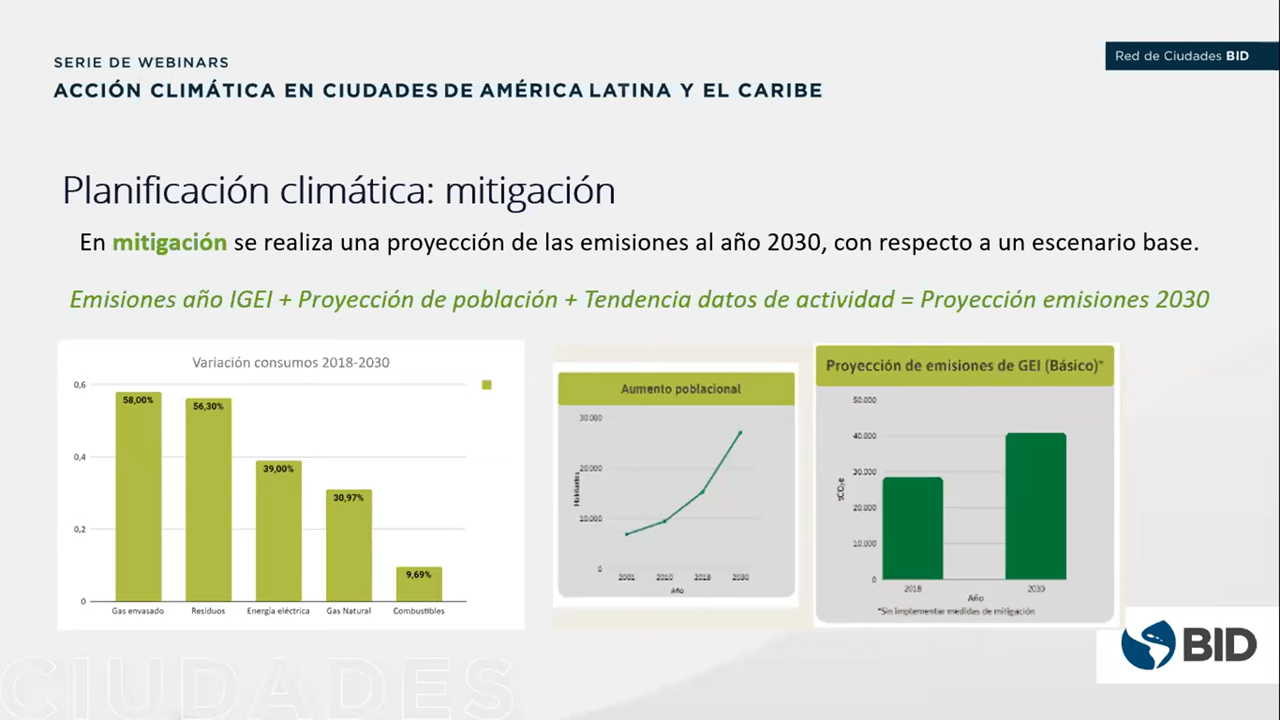 SERIE DE WEBINARS
ACCIÓN CLIMÁTICA EN CIUDADES DE AMÉRICA LATINA Y EL CARIBE
Red de Ciudades BID
Planificación climática: mitigación
En mitigación se realiza una proyección de las emisiones al año 2030, con respecto a un escenario base.
Emisiones año IGEI + Proyección de población + Tendencia datos de actividad = Proyección emisiones 2030
Variación consumos 2018-2030
0,6
0,4
0,2
0
58,00%
56,30%
39,00%
30,97%
9,69%
Gas envasado
Residuos
Energía eléctrica
Gas Natural
Combustibles
Aumento poblacional
30.000
20.000
10.000
0
Habitantes
2001
2010
2018
2030
Año
Proyección de emisiones de GEI (Básico)*
50.000
40.000
30.000
20.000
10.000
0
tCO₂e
2018
2030
Año
*Sin implementar medidas de mitigación
BID
CIUDADES